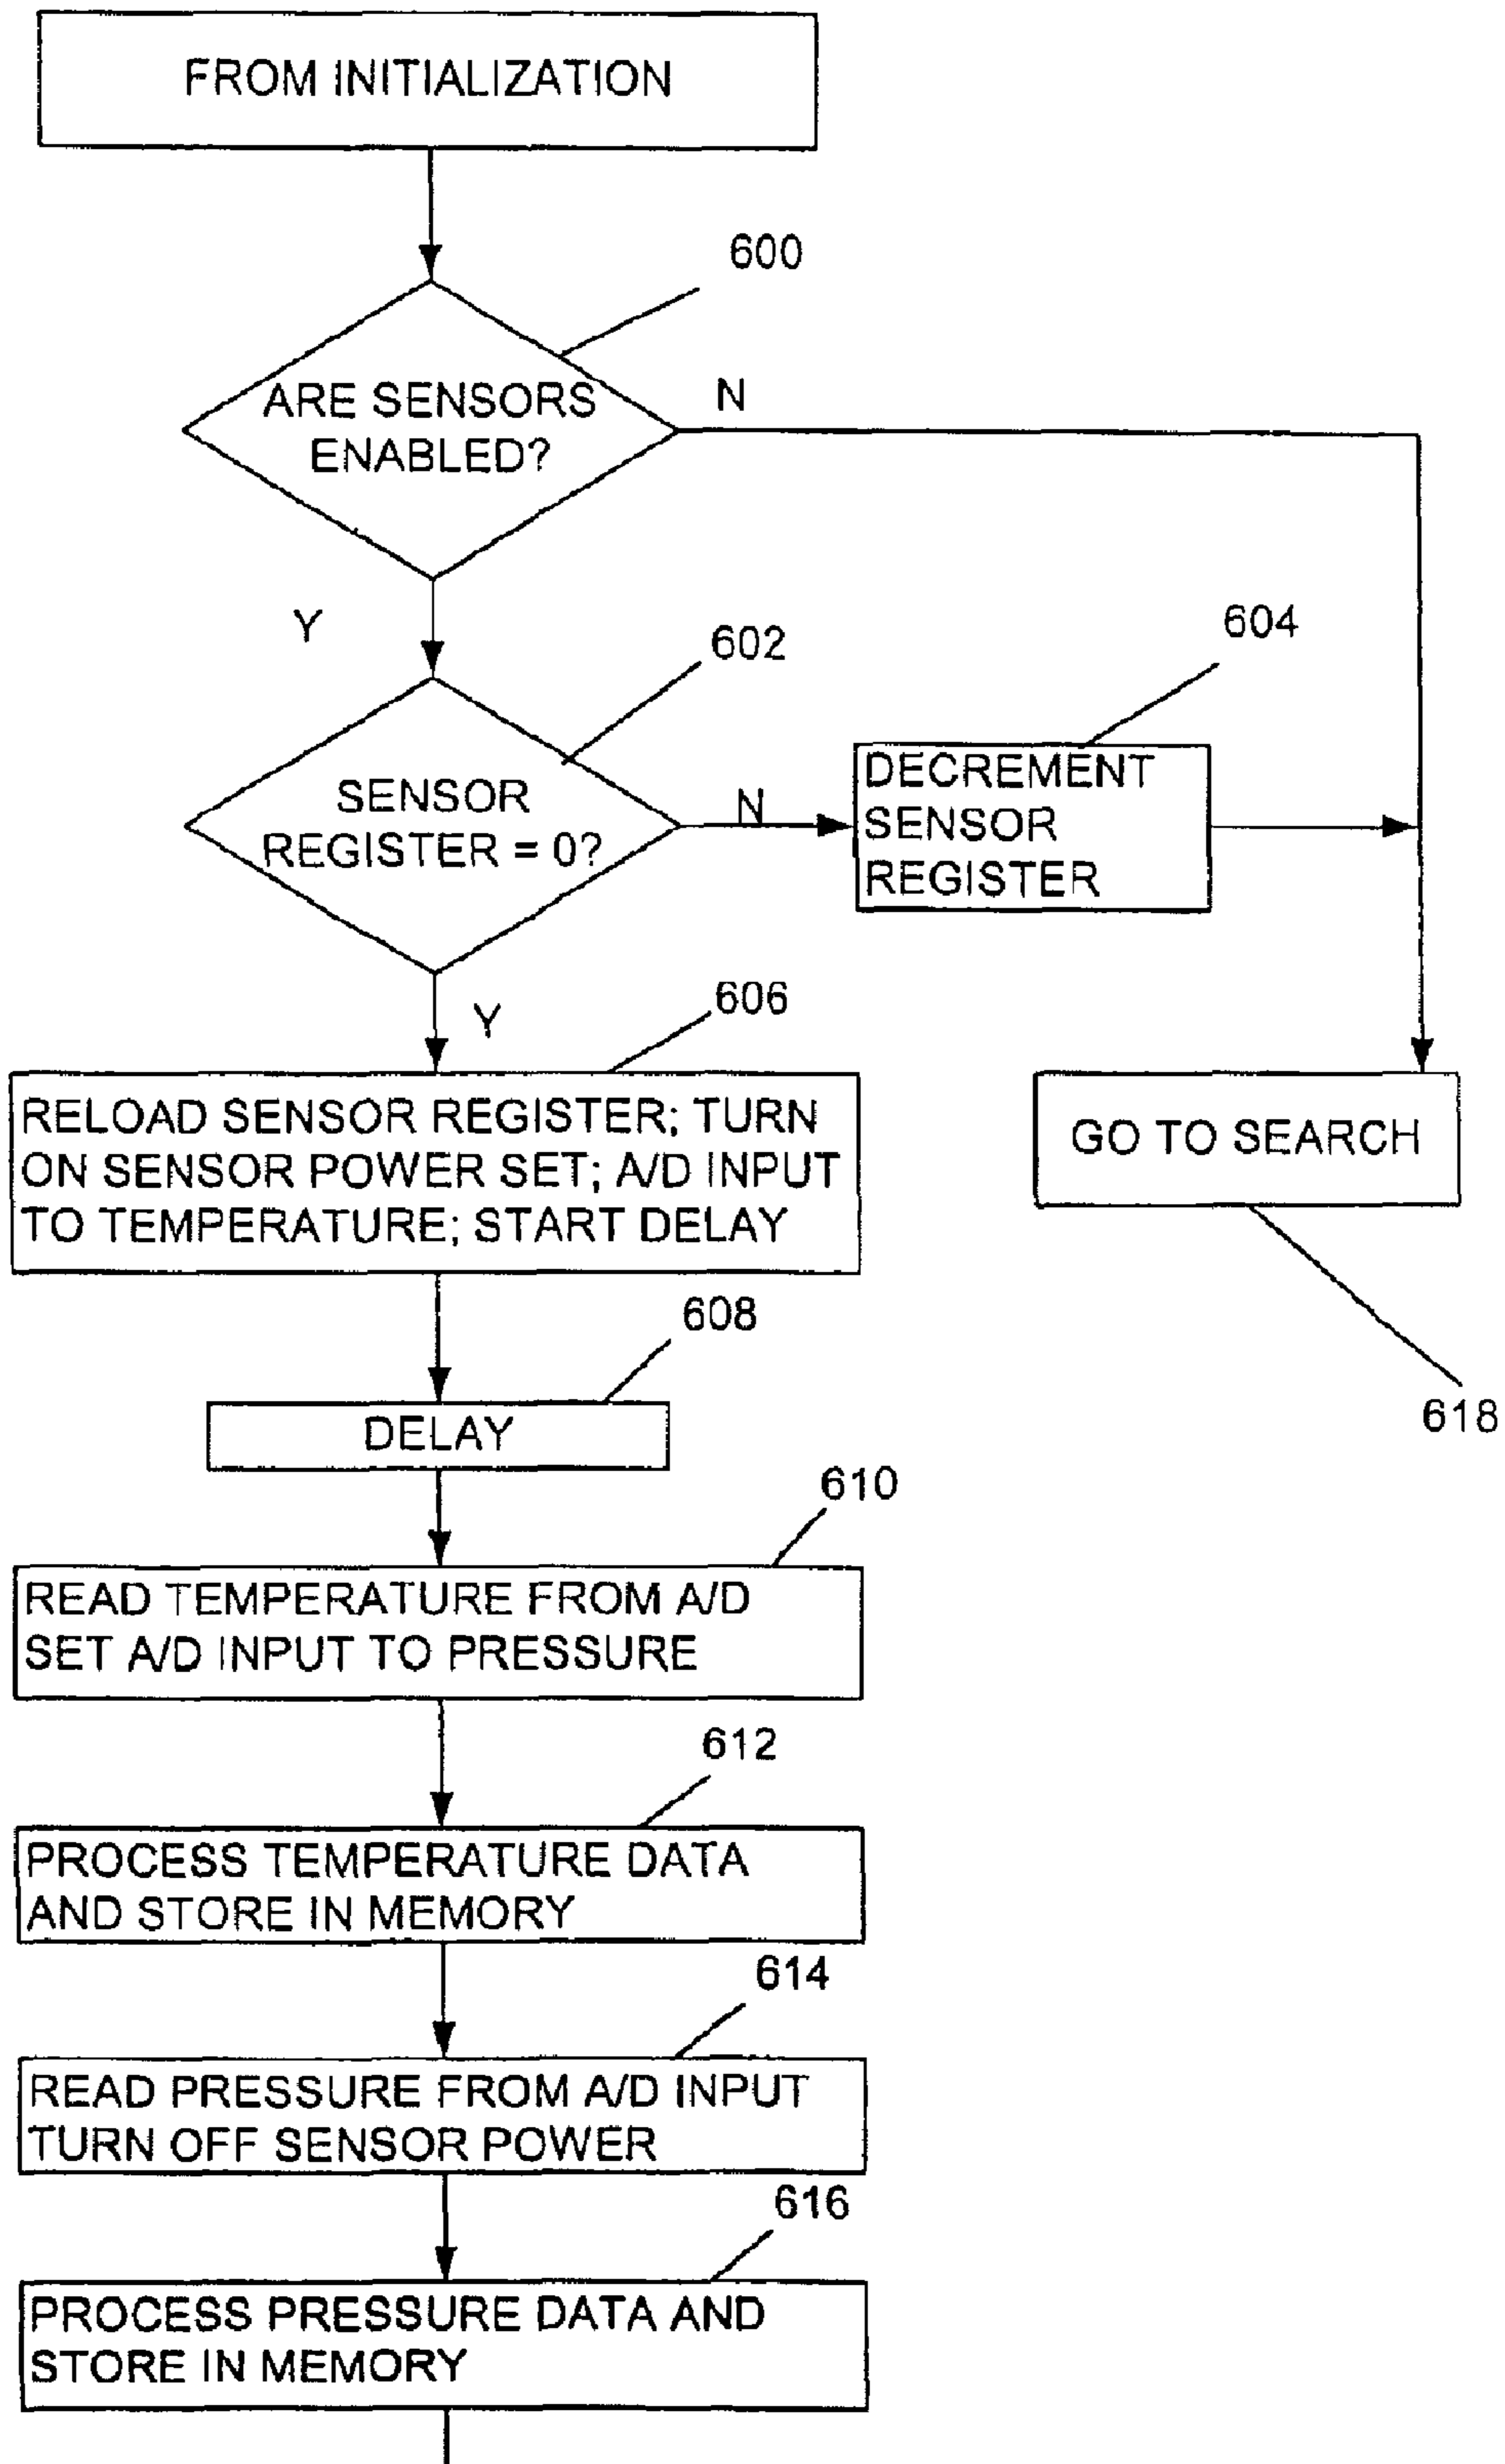 FROM INITIALIZATION
600
ARE SENSORS
ENABLED?
N
Y
602
604
SENSOR
REGISTER = 0?
N
DECREMENT
SENSOR
REGISTER
Y
606
RELOAD SENSOR REGISTER; TURN
ON SENSOR POWER SET; A/D INPUT
TO TEMPERATURE; START DELAY
GO TO SEARCH
618
608
DELAY
610
READ TEMPERATURE FROM A/D
SET A/D INPUT TO PRESSURE
612
PROCESS TEMPERATURE DATA
AND STORE IN MEMORY
614
READ PRESSURE FROM A/D INPUT
TURN OFF SENSOR POWER
616
PROCESS PRESSURE DATA AND
STORE IN MEMORY